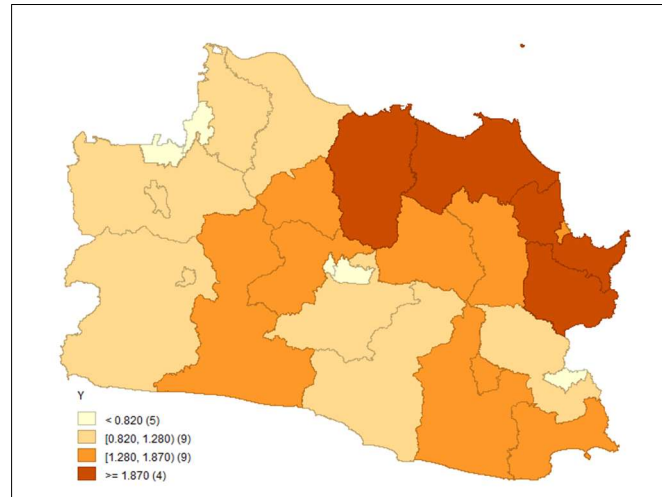 Y
< 0.820 (5)
[0.820, 1.280) (9)
[1.280, 1.870) (9)
>= 1.870 (4)